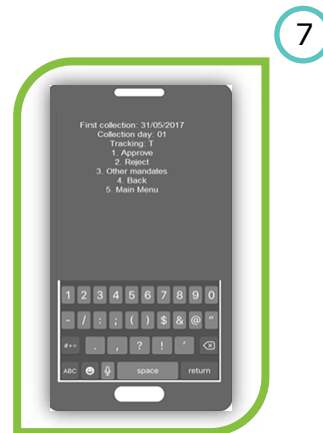 7
First collection: 31/05/2017
Collection day: 01
Tracking: T
1. Approve
2. Reject
3. Other mandates
4. Back
5. Main Menu
1 2 3 4 5 6 7 8 9 0
- / : ; ( ) $ & @ "
#+= . , ? ! '
ABC space return